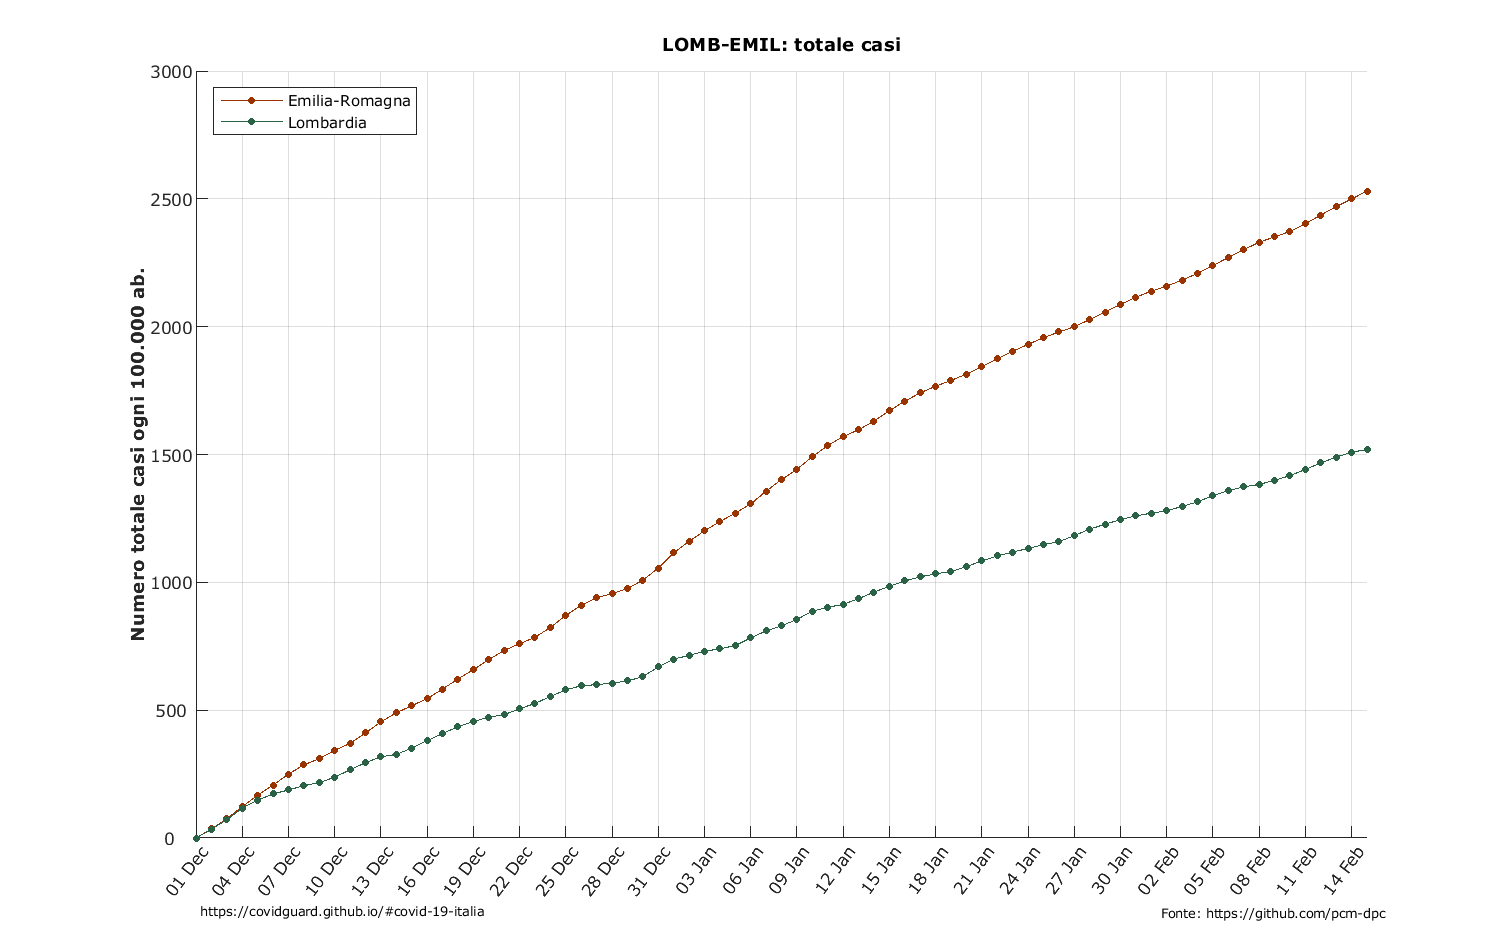 LOMB-EMIL: totale casi
3000
2500
2000
1500
1000
500
0
Numero totale casi ogni 100.000 ab.
Emilia-Romagna
Lombardia
01 Dec
04 Dec
07 Dec
10 Dec
13 Dec
16 Dec
19 Dec
22 Dec
25 Dec
28 Dec
31 Dec
03 Jan
06 Jan
09 Jan
12 Jan
15 Jan
18 Jan
21 Jan
24 Jan
27 Jan
30 Jan
02 Feb
05 Feb
08 Feb
11 Feb
14 Feb
https://covidguard.github.io/#covid-19-italia
Fonte: https://github.com/pcm-dpc